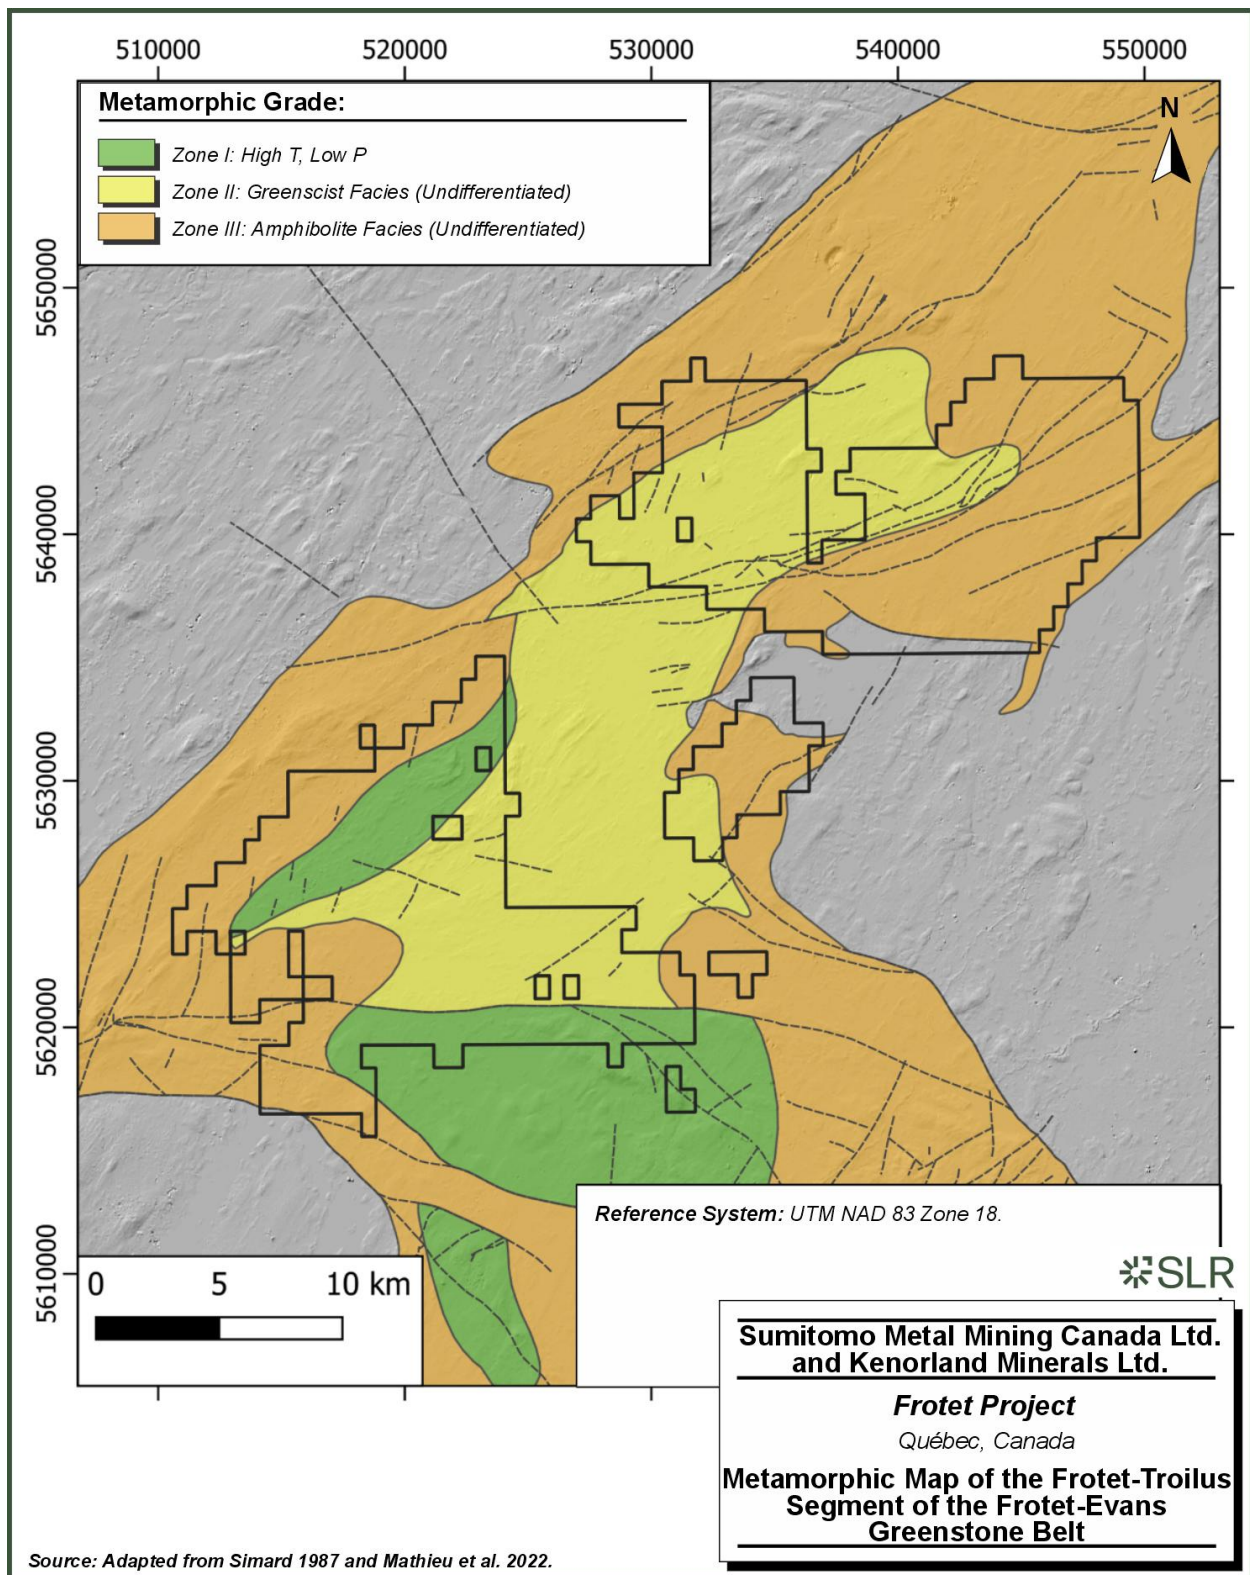 510000 520000 530000 540000 550000
Metamorphic Grade:
Zone I: High T, Low P
Zone II: Greenscist Facies (Undifferentiated)
Zone III: Amphibolite Facies (Undifferentiated)
N
5650000
5640000
5630000
5620000
5610000
Reference System: UTM NAD 83 Zone 18.
0 5 10 km
SLR
Sumitomo Metal Mining Canada Ltd.
and Kenorland Minerals Ltd.
Frotet Project
Québec, Canada
Metamorphic Map of the Frotet-Troilus
Segment of the Frotet-Evans
Greenstone Belt
Source: Adapted from Simard 1987 and Mathieu et al. 2022.